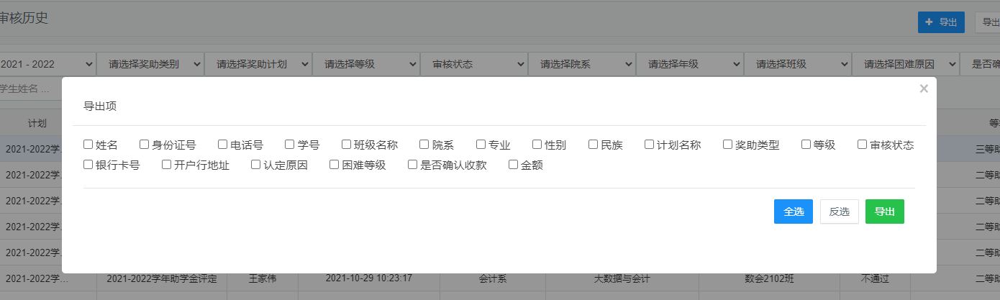 审核历史
导出
导出
2021 - 2022 请选择奖助类别 请选择奖助计划 请选择等级 审核状态 请选择院系 请选择年级 请选择班级 请选择困难原因 是否确
学生姓名 ...
×
导出项
计划
姓名 身份证号 电话号 学号 班级名称 院系 专业 性别 民族 计划名称 奖助类型 等级 审核状态
2021-2022学. 三等助
银行卡号 开户行地址 认定原因 困难等级 是否确认收款 金额
2021-2022学. 二等助
2021-2022学. 二等助
全选 反选 导出
2021-2022学. 二等助
2021-2022学. 二等助
2021-2022学... 2021-2022学年助学金评定 王家伟 2021-10-29 10:23:17 会计系 大数据与会计 数会2102班 不通过 二等助